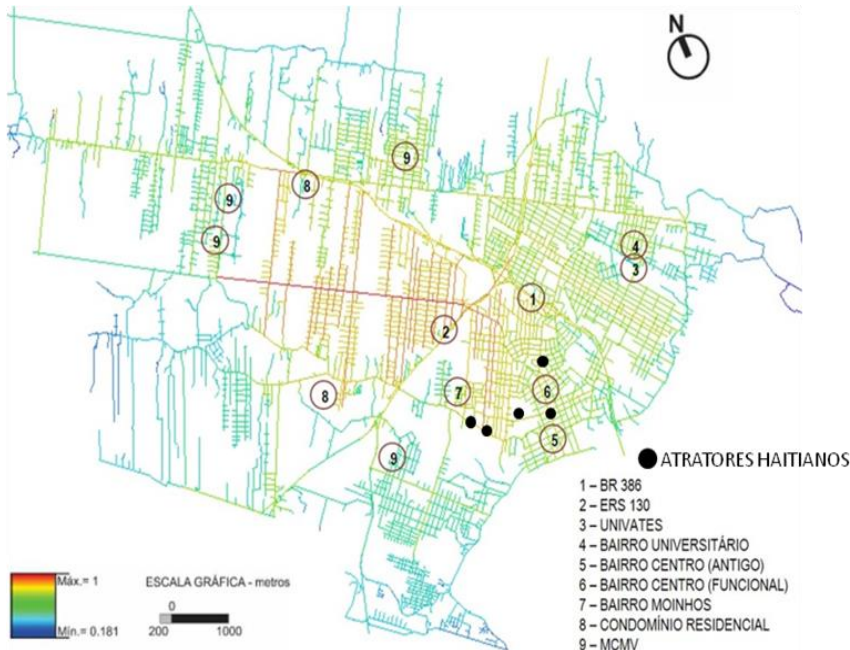 N
9
8
9
9
4
3
1
2
8
7
6
5
9
ATRATORES HAITIANOS
1 – BR 386
2 – ERS 130
3 – UNIVATES
4 – BAIRRO UNIVERSITÁRIO
5 – BAIRRO CENTRO (ANTIGO)
6 – BAIRRO CENTRO (FUNCIONAL)
7 – BAIRRO MOINHOS
8 – CONDOMÍNIO RESIDENCIAL
9 – MCMV
Máx.= 1
Mín.= 0.181
ESCALA GRÁFICA - metros
0
200 1000